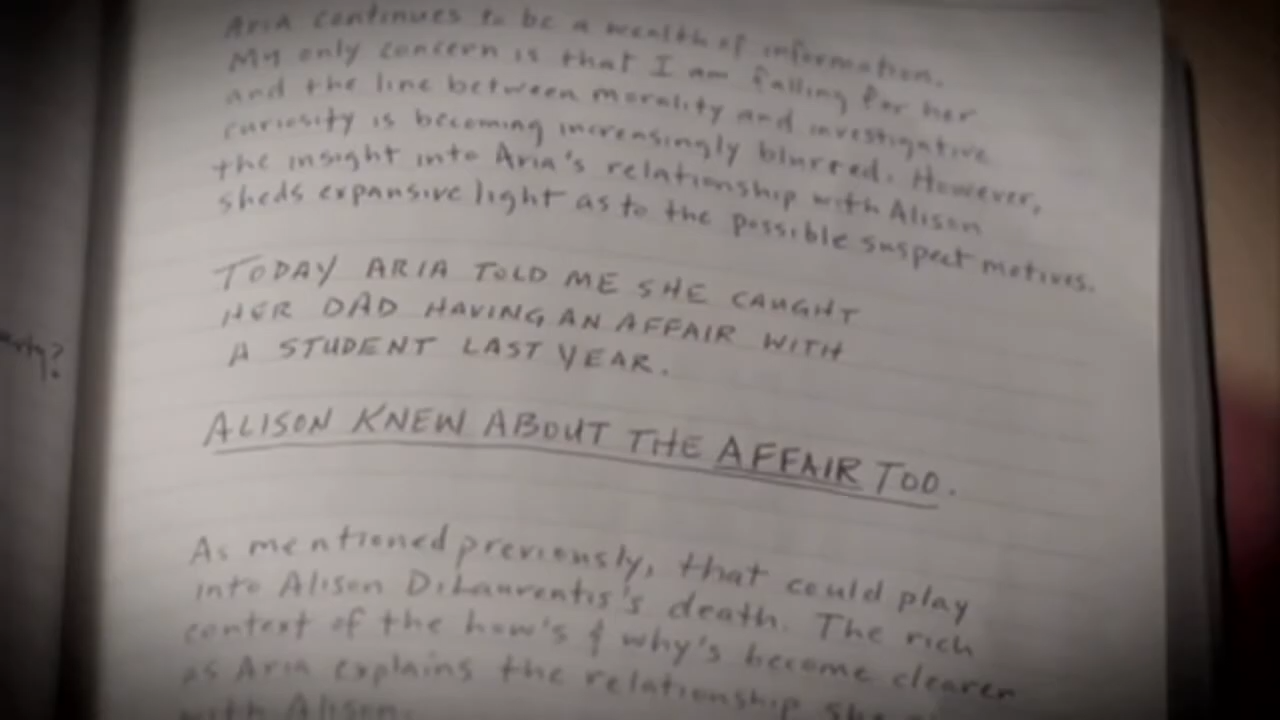 Aria continues to be a wealth of information.
My only concern is that I am falling for her
and the line between morality and investigative
curiosity is becoming increasingly blurred. However,
the insight into Aria's relationship with Alison
sheds expansive light as to the possible suspect motives.
TODAY ARIA TOLD ME SHE CAUGHT
HER DAD HAVING AN AFFAIR WITH
A STUDENT LAST YEAR.
ALISON KNEW ABOUT THE AFFAIR TOO.
As mentioned previously, that could play
into Alison DiLaurentis's death. The rich
context of the how's & why's become clearer
as Aria explains the relationship she
with Alison.